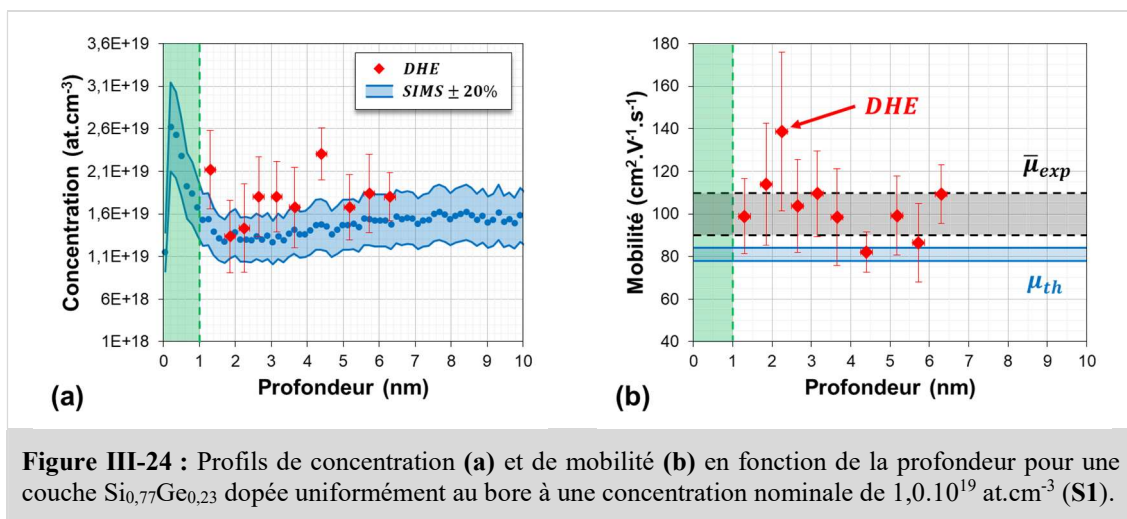 3,6E+19
3,1E+19
2,6E+19
2,1E+19
1,6E+19
1,1E+19
6E+18
1E+18
Concentration (at.cm-3)
DHE
SIMS ± 20%
0 1 2 3 4 5 6 7 8 9 10
Profondeur (nm)
(a)
180
160
140
120
100
80
60
40
Mobilité (cm2.V-1.s-1)
DHE
μ̄exp
μth
0 1 2 3 4 5 6 7 8 9 10
Profondeur (nm)
(b)
Figure III-24 : Profils de concentration (a) et de mobilité (b) en fonction de la profondeur pour une
couche Si0,77Ge0,23 dopée uniformément au bore à une concentration nominale de 1,0.1019 at.cm-3 (S1).